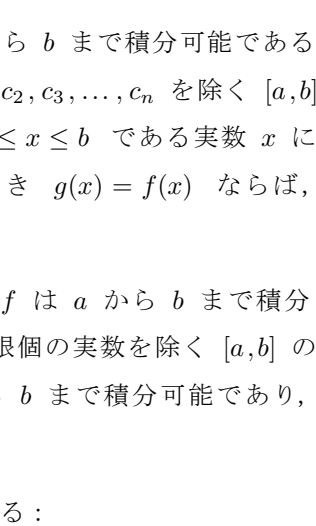 ら b まで積分可能である
c₂, c₃, …, cₙ を除く [a,b]
≤ x ≤ b である実数 x に
き g(x) = f(x) ならば,
f は a から b まで積分
限個の実数を除く [a,b] の
b まで積分可能であり,
る :